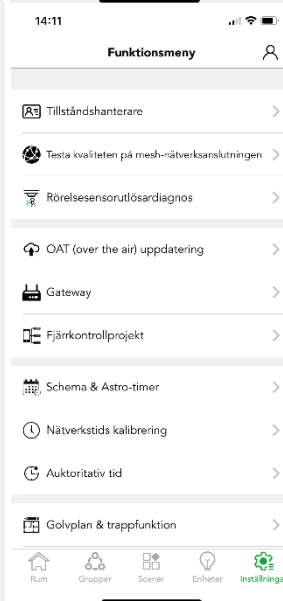 14:11
Funktionsmeny
Tillståndshanterare
Testa kvaliteten på mesh-nätverksanslutningen
Rörelsesensorutlösardiagnos
OAT (over the air) uppdatering
Gateway
Fjärrkontrollprojekt
Schema & Astro-timer
Nätverkstids kalibrering
Auktoritativ tid
Golvplan & trappfunktion
Rum
Grupper
Scener
Enheter
Inställninga